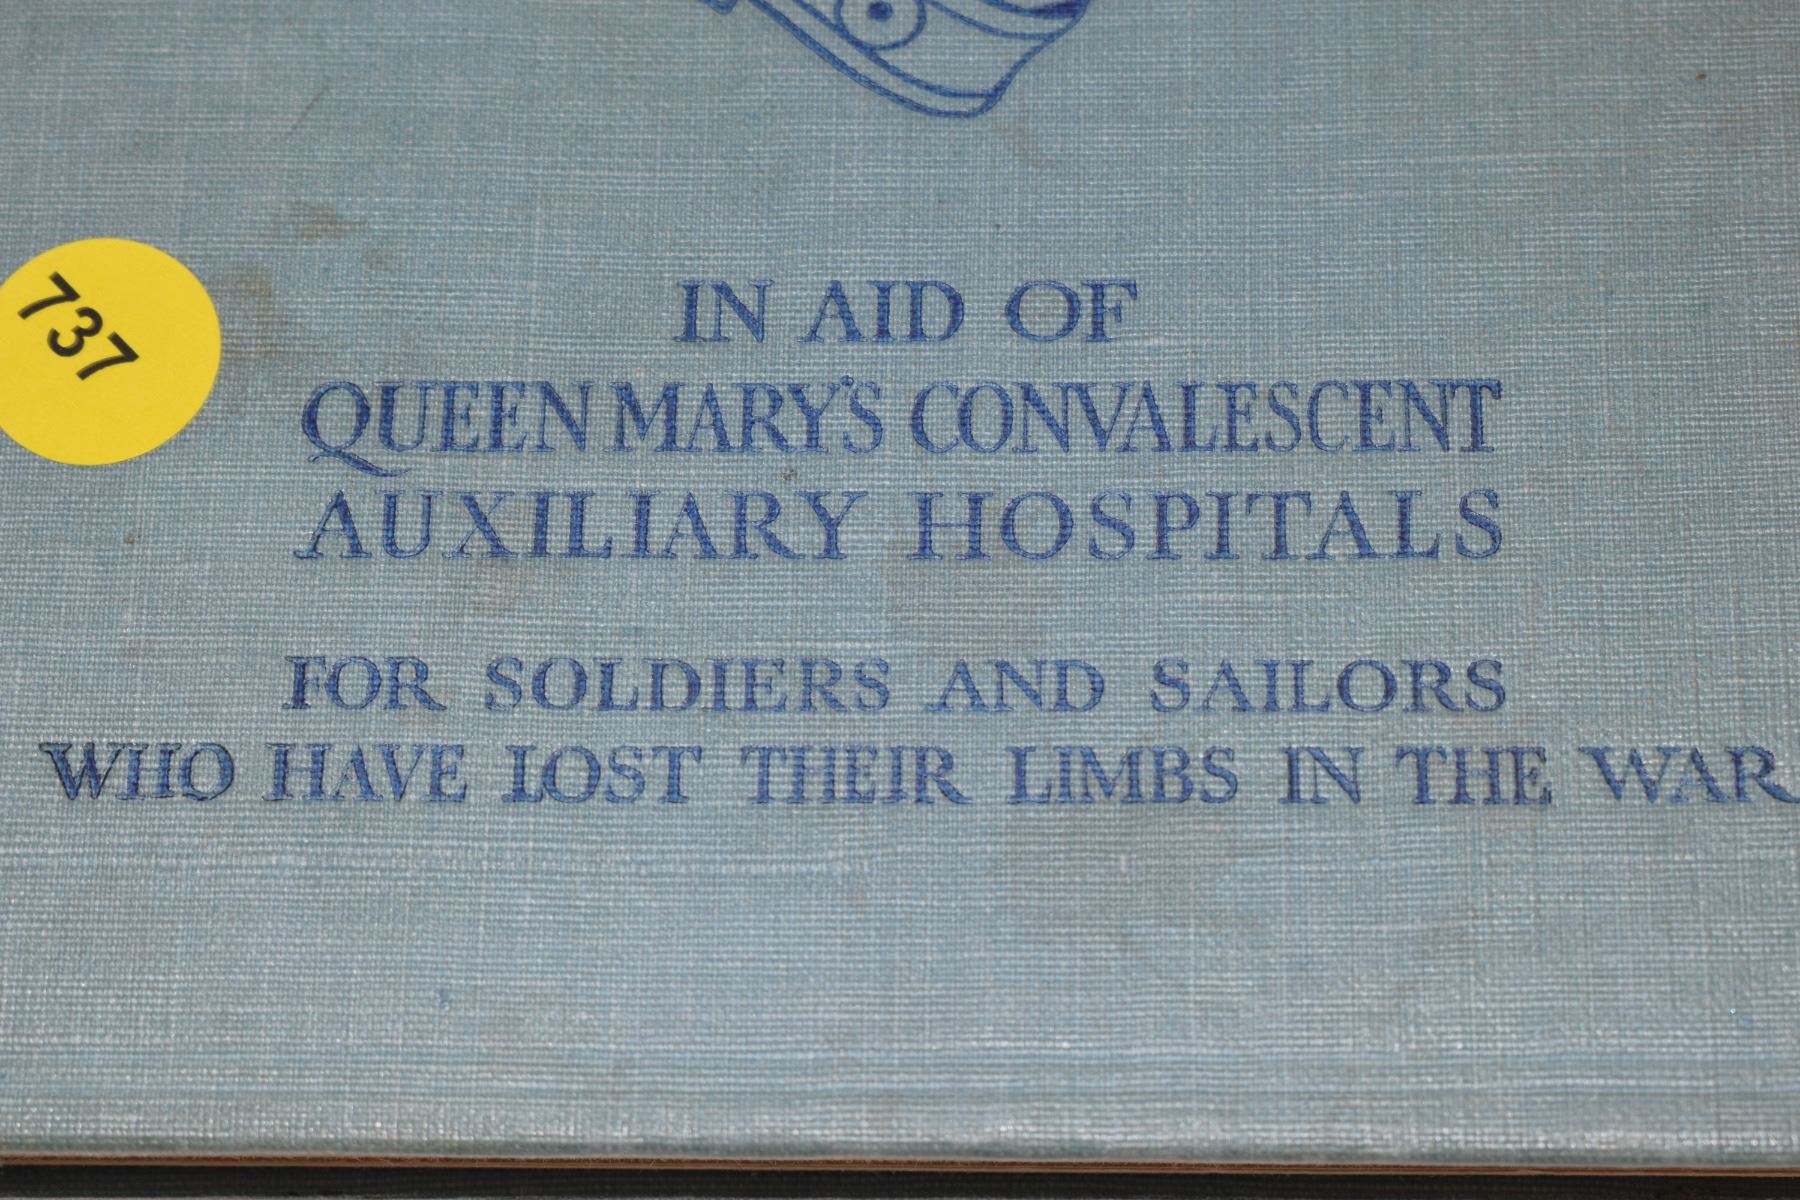 737
IN AID OF
QUEEN MARY'S CONVALESCENT
AUXILIARY HOSPITALS
FOR SOLDIERS AND SAILORS
WHO HAVE LOST THEIR LIMBS IN THE WAR